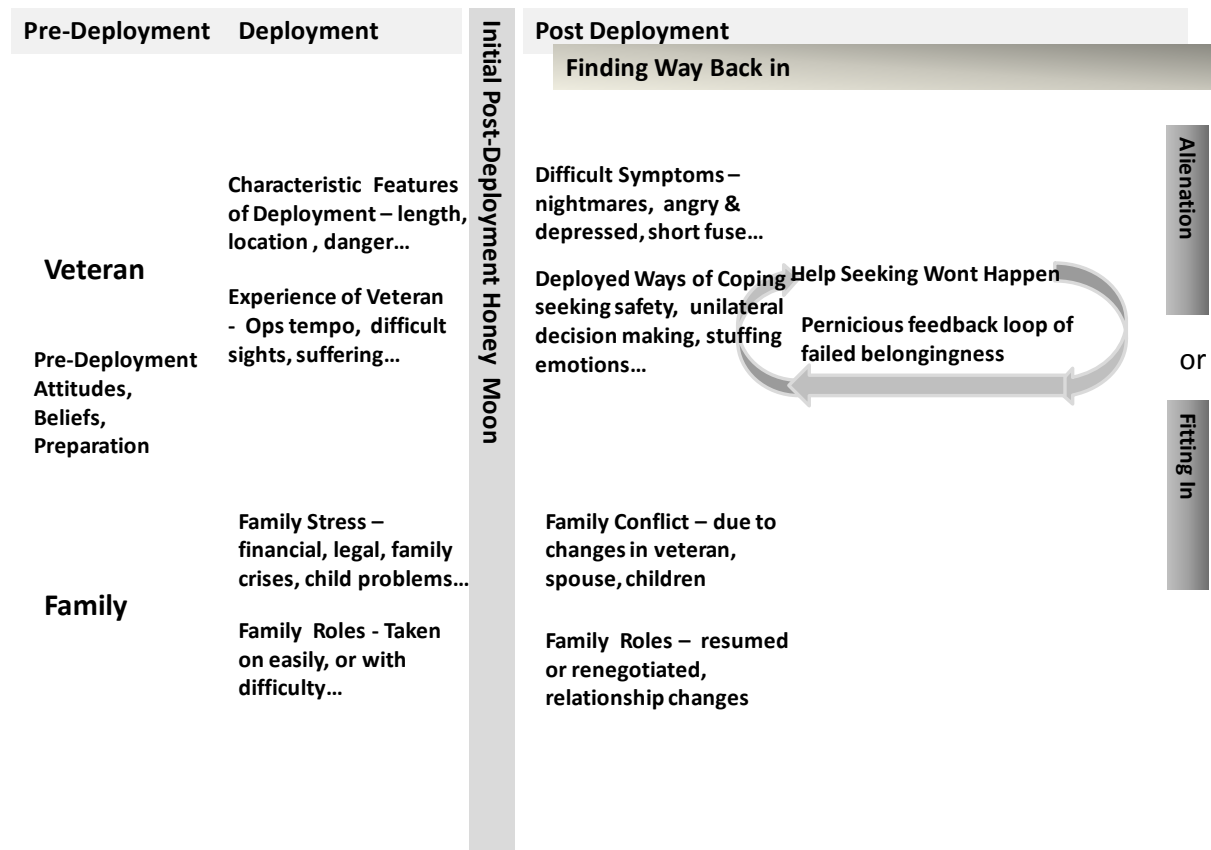 Pre-Deployment
Deployment
Initial Post-Deployment Honey Moon
Post Deployment
Finding Way Back in
Veteran
Pre-Deployment
Attitudes,
Beliefs,
Preparation
Characteristic Features
of Deployment – length,
location , danger…
Experience of Veteran
- Ops tempo, difficult
sights, suffering…
Difficult Symptoms –
nightmares, angry &
depressed, short fuse…
Deployed Ways of Coping -
seeking safety, unilateral
decision making, stuffing
emotions…
Help Seeking Wont Happen
Pernicious feedback loop of
failed belongingness
Alienation
or
Fitting In
Family
Family Stress –
financial, legal, family
crises, child problems…
Family Roles - Taken
on easily, or with
difficulty…
Family Conflict – due to
changes in veteran,
spouse, children
Family Roles – resumed
or renegotiated,
relationship changes